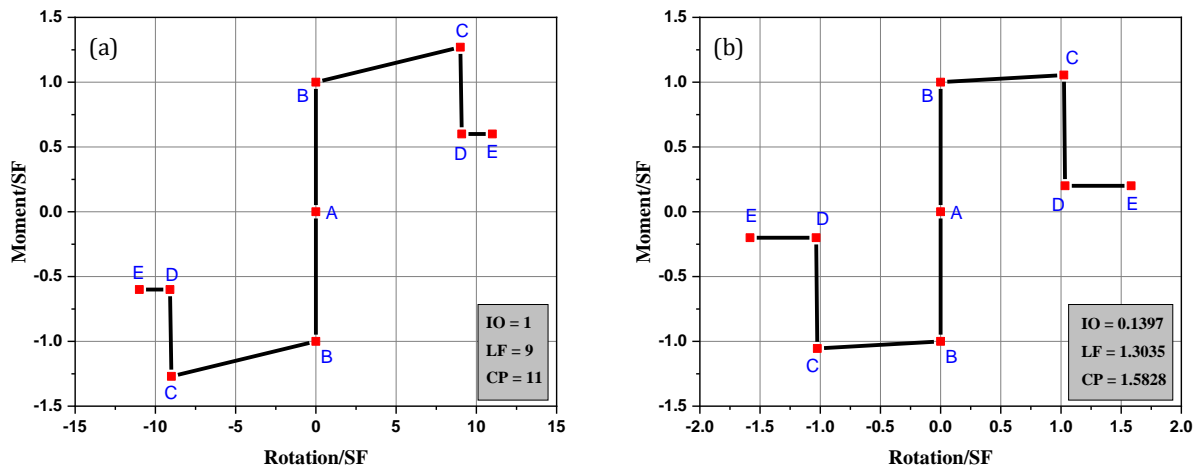 (a)
1.5
1.0
0.5
0.0
-0.5
-1.0
-1.5
Moment/SF
C
B
D
E
A
E
D
C
B
IO = 1
LF = 9
CP = 11
-15
-10
-5
0
5
10
15
Rotation/SF
(b)
1.5
1.0
0.5
0.0
-0.5
-1.0
-1.5
Moment/SF
C
B
D
E
A
E
D
C
B
IO = 0.1397
LF = 1.3035
CP = 1.5828
-2.0
-1.5
-1.0
-0.5
0.0
0.5
1.0
1.5
2.0
Rotation/SF